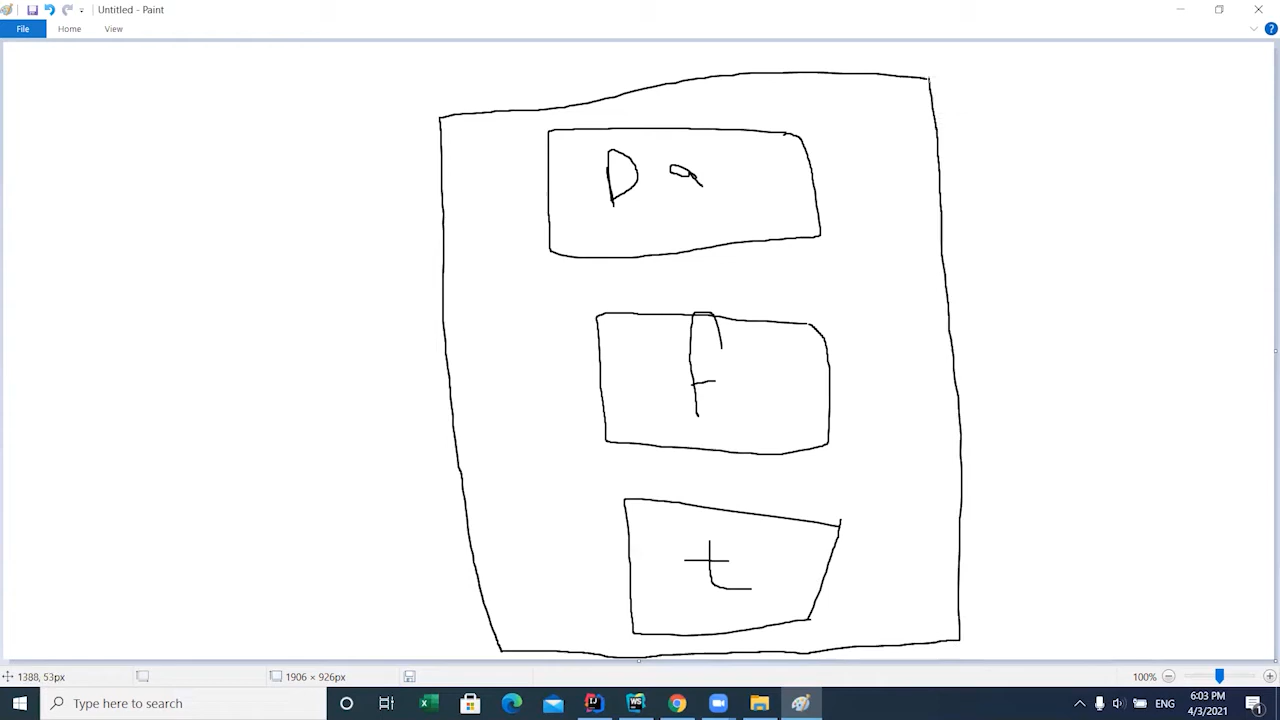 Untitled - Paint
File Home View
Da
f
t
1388, 53px
1906 × 926px
100%
Type here to search
ENG
6:03 PM
4/3/2021